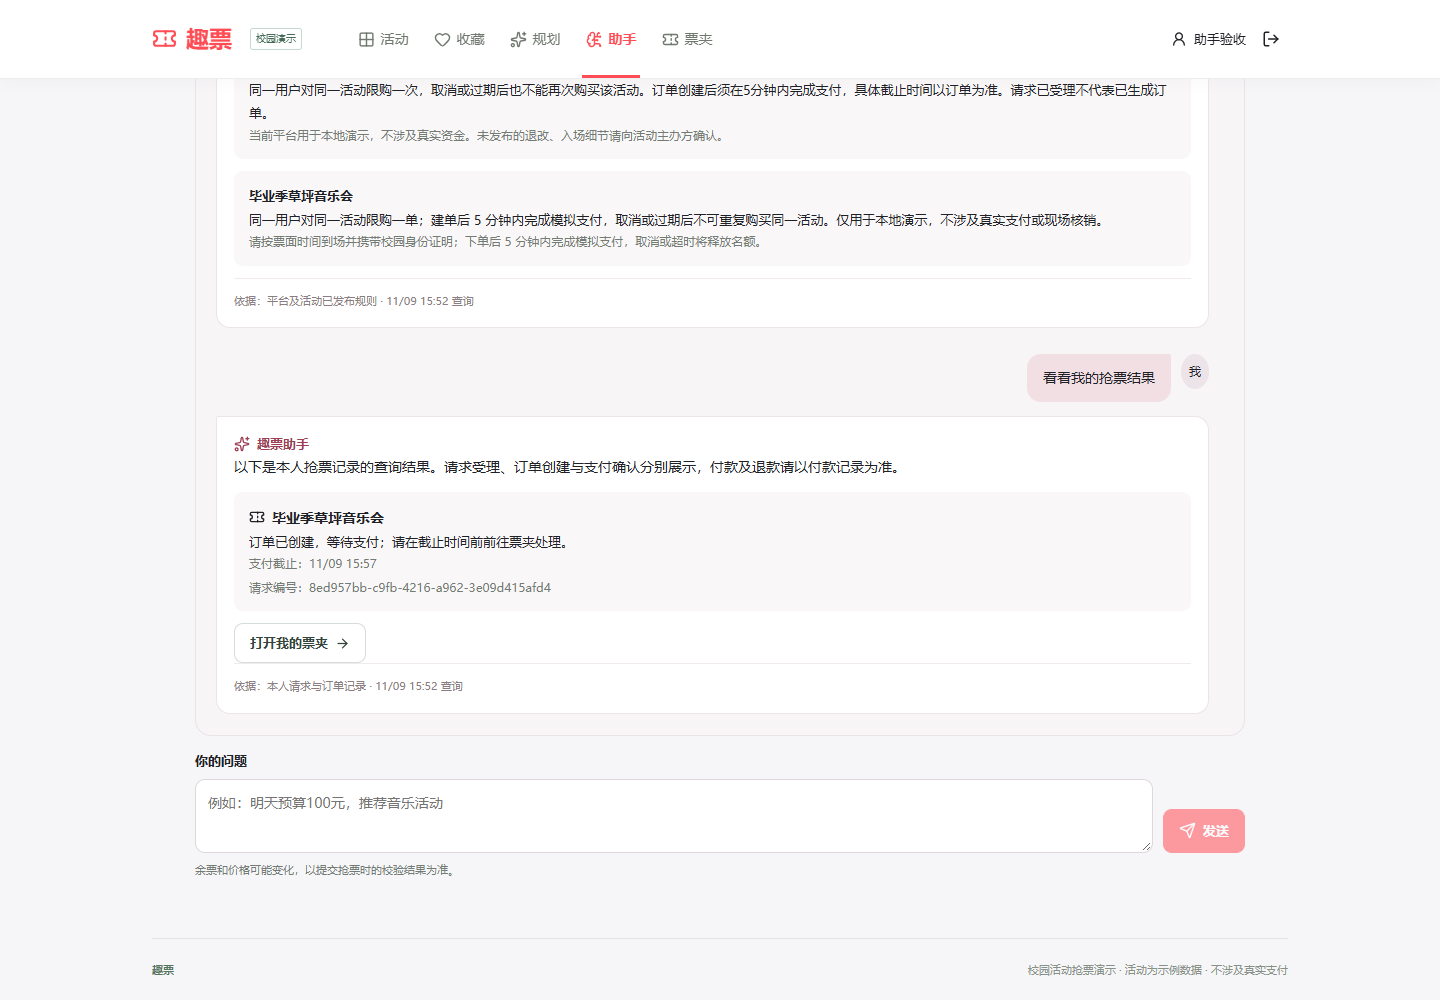 趣票 校园演示 活动 收藏 规划 助手 票夹 助手验收
同一用户对同一活动限购一次，取消或过期后也不能再次购买该活动。订单创建后须在5分钟内完成支付，具体截止时间以订单为准。请求已受理不代表已生成订
单。
当前平台用于本地演示，不涉及真实资金。未发布的退改、入场细节请向活动主办方确认。
毕业季草坪音乐会
同一用户对同一活动限购一单；建单后 5 分钟内完成模拟支付，取消或过期后不可重复购买同一活动。仅用于本地演示，不涉及真实支付或现场核销。
请按票面时间到场并携带校园身份证明；下单后 5 分钟内完成模拟支付，取消或超时将释放名额。
依据：平台及活动已发布规则 · 11/09 15:52 查询
看看我的抢票结果 我
趣票助手
以下是本人抢票记录的查询结果。请求受理、订单创建与支付确认分别展示，付款及退款请以付款记录为准。
毕业季草坪音乐会
订单已创建，等待支付；请在截止时间前前往票夹处理。
支付截止：11/09 15:57
请求编号：8ed957bb-c9fb-4216-a962-3e09d415afd4
打开我的票夹 →
依据：本人请求与订单记录 · 11/09 15:52 查询
你的问题
例如：明天预算100元，推荐音乐活动
发送
余票和价格可能变化，以提交抢票时的校验结果为准。
趣票 校园活动抢票演示 · 活动为示例数据 · 不涉及真实支付